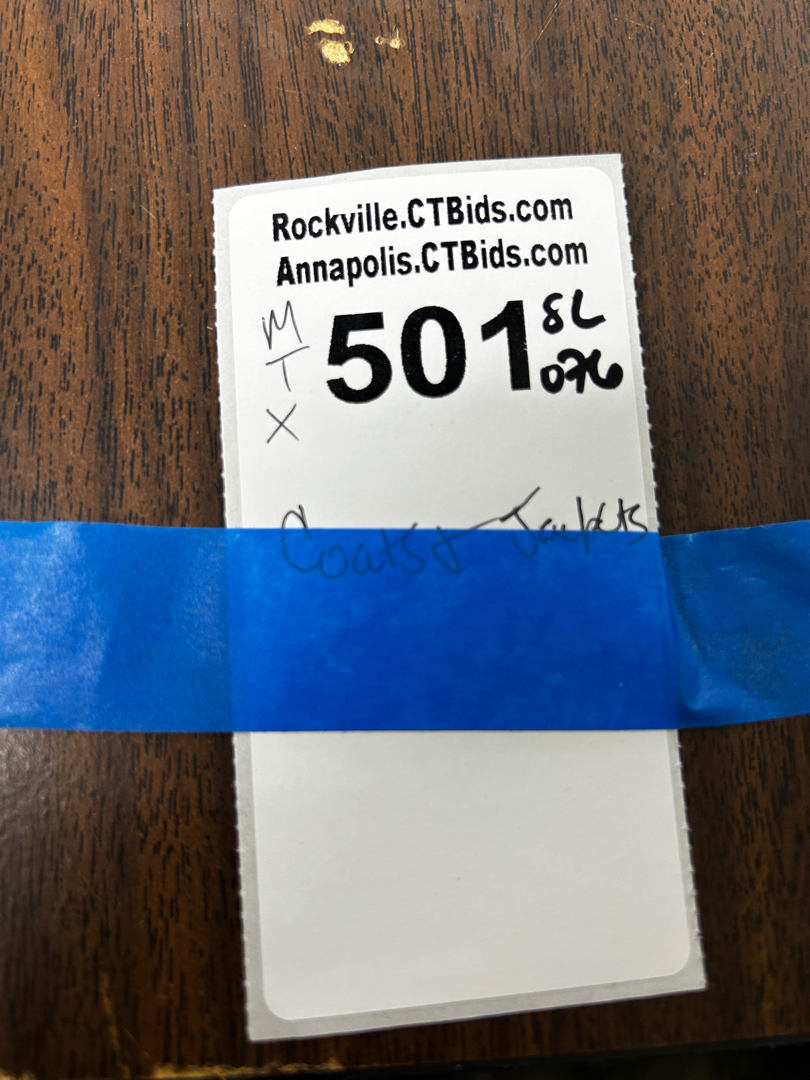 Rockville.CTBids.com
Annapolis.CTBids.com
M
T
X
501
SL
076
Coats & Jackets